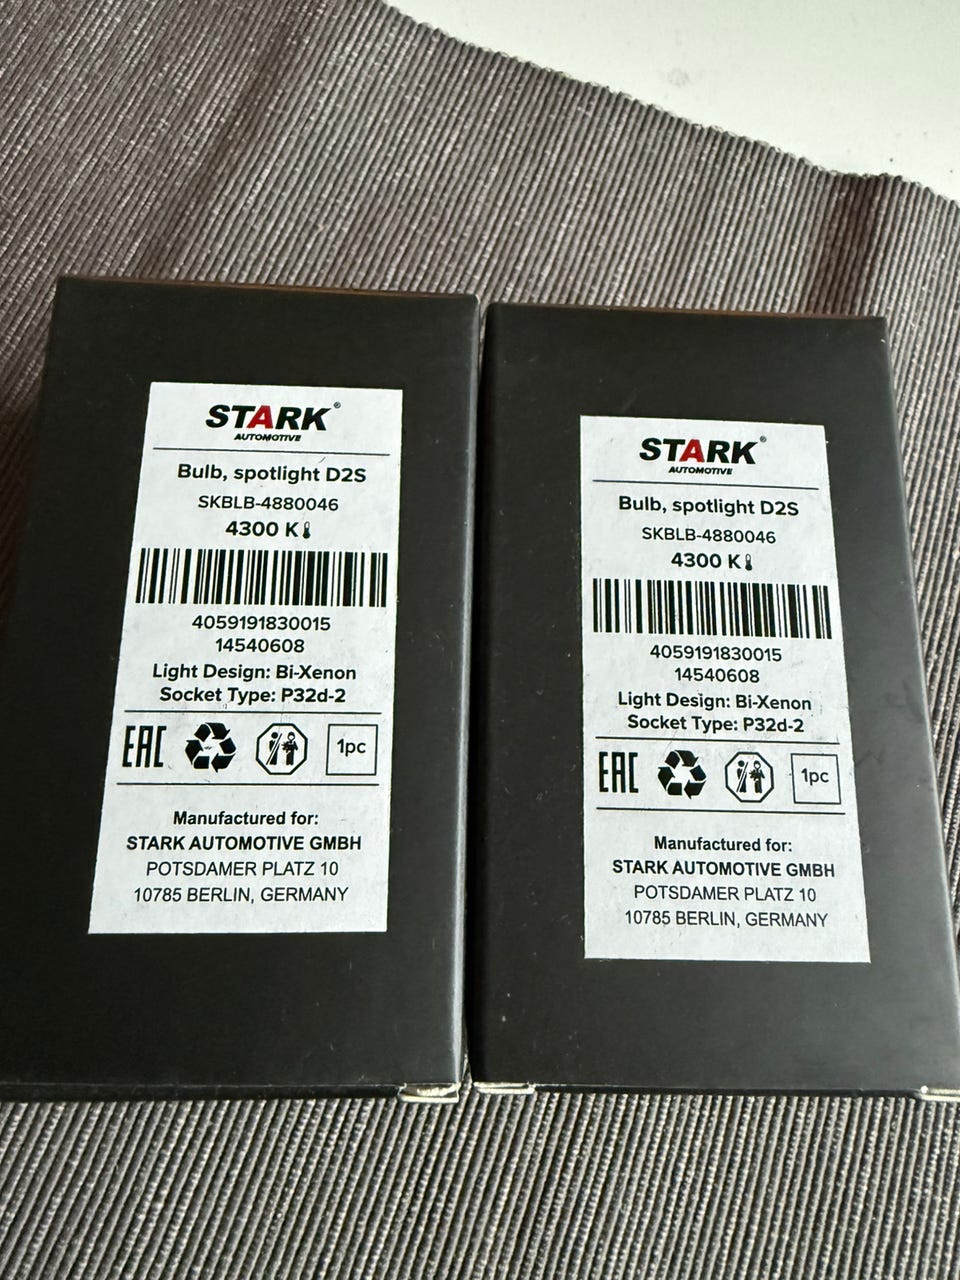 STARK®
AUTOMOTIVE
Bulb, spotlight D2S
SKBLB-4880046
4300 K
4059191830015
14540608
Light Design: Bi-Xenon
Socket Type: P32d-2
EAC
1pc
Manufactured for:
STARK AUTOMOTIVE GMBH
POTSDAMER PLATZ 10
10785 BERLIN, GERMANY
STARK®
AUTOMOTIVE
Bulb, spotlight D2S
SKBLB-4880046
4300 K
4059191830015
14540608
Light Design: Bi-Xenon
Socket Type: P32d-2
EAC
1pc
Manufactured for:
STARK AUTOMOTIVE GMBH
POTSDAMER PLATZ 10
10785 BERLIN, GERMANY